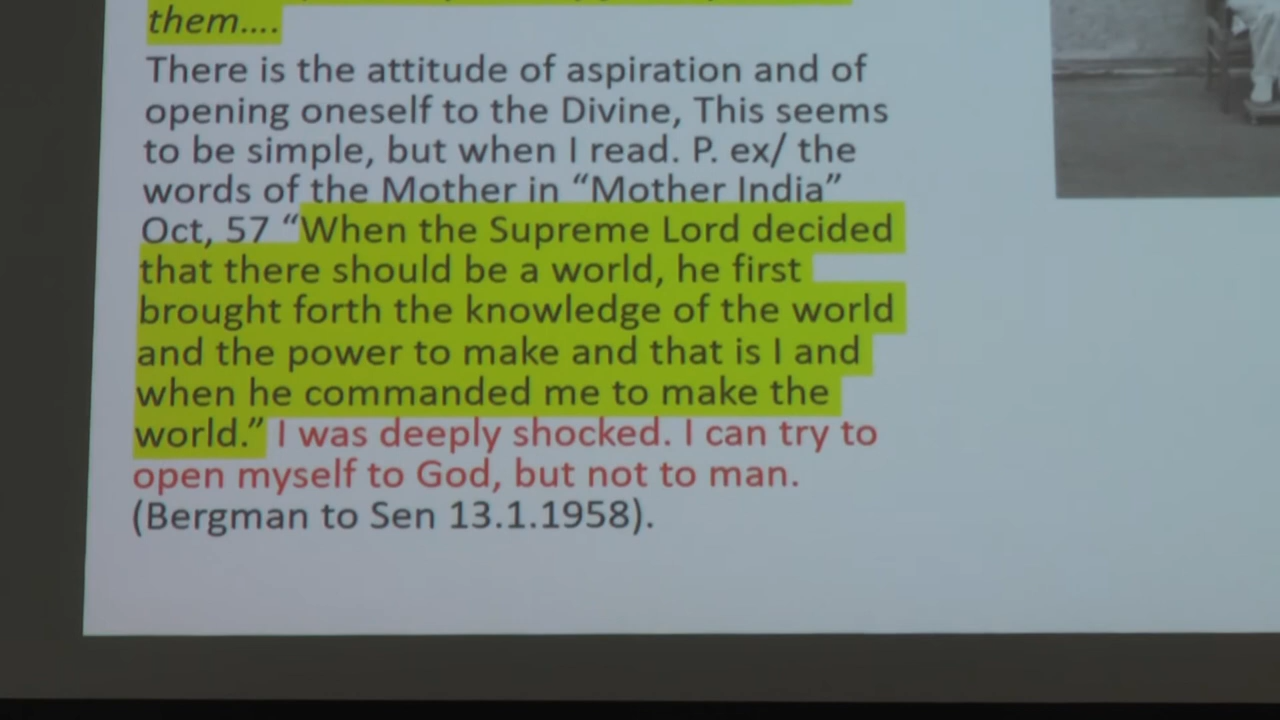 them....
There is the attitude of aspiration and of
opening oneself to the Divine, This seems
to be simple, but when I read. P. ex/ the
words of the Mother in “Mother India”
Oct, 57 “When the Supreme Lord decided
that there should be a world, he first
brought forth the knowledge of the world
and the power to make and that is I and
when he commanded me to make the
world.” I was deeply shocked. I can try to
open myself to God, but not to man.
(Bergman to Sen 13.1.1958).